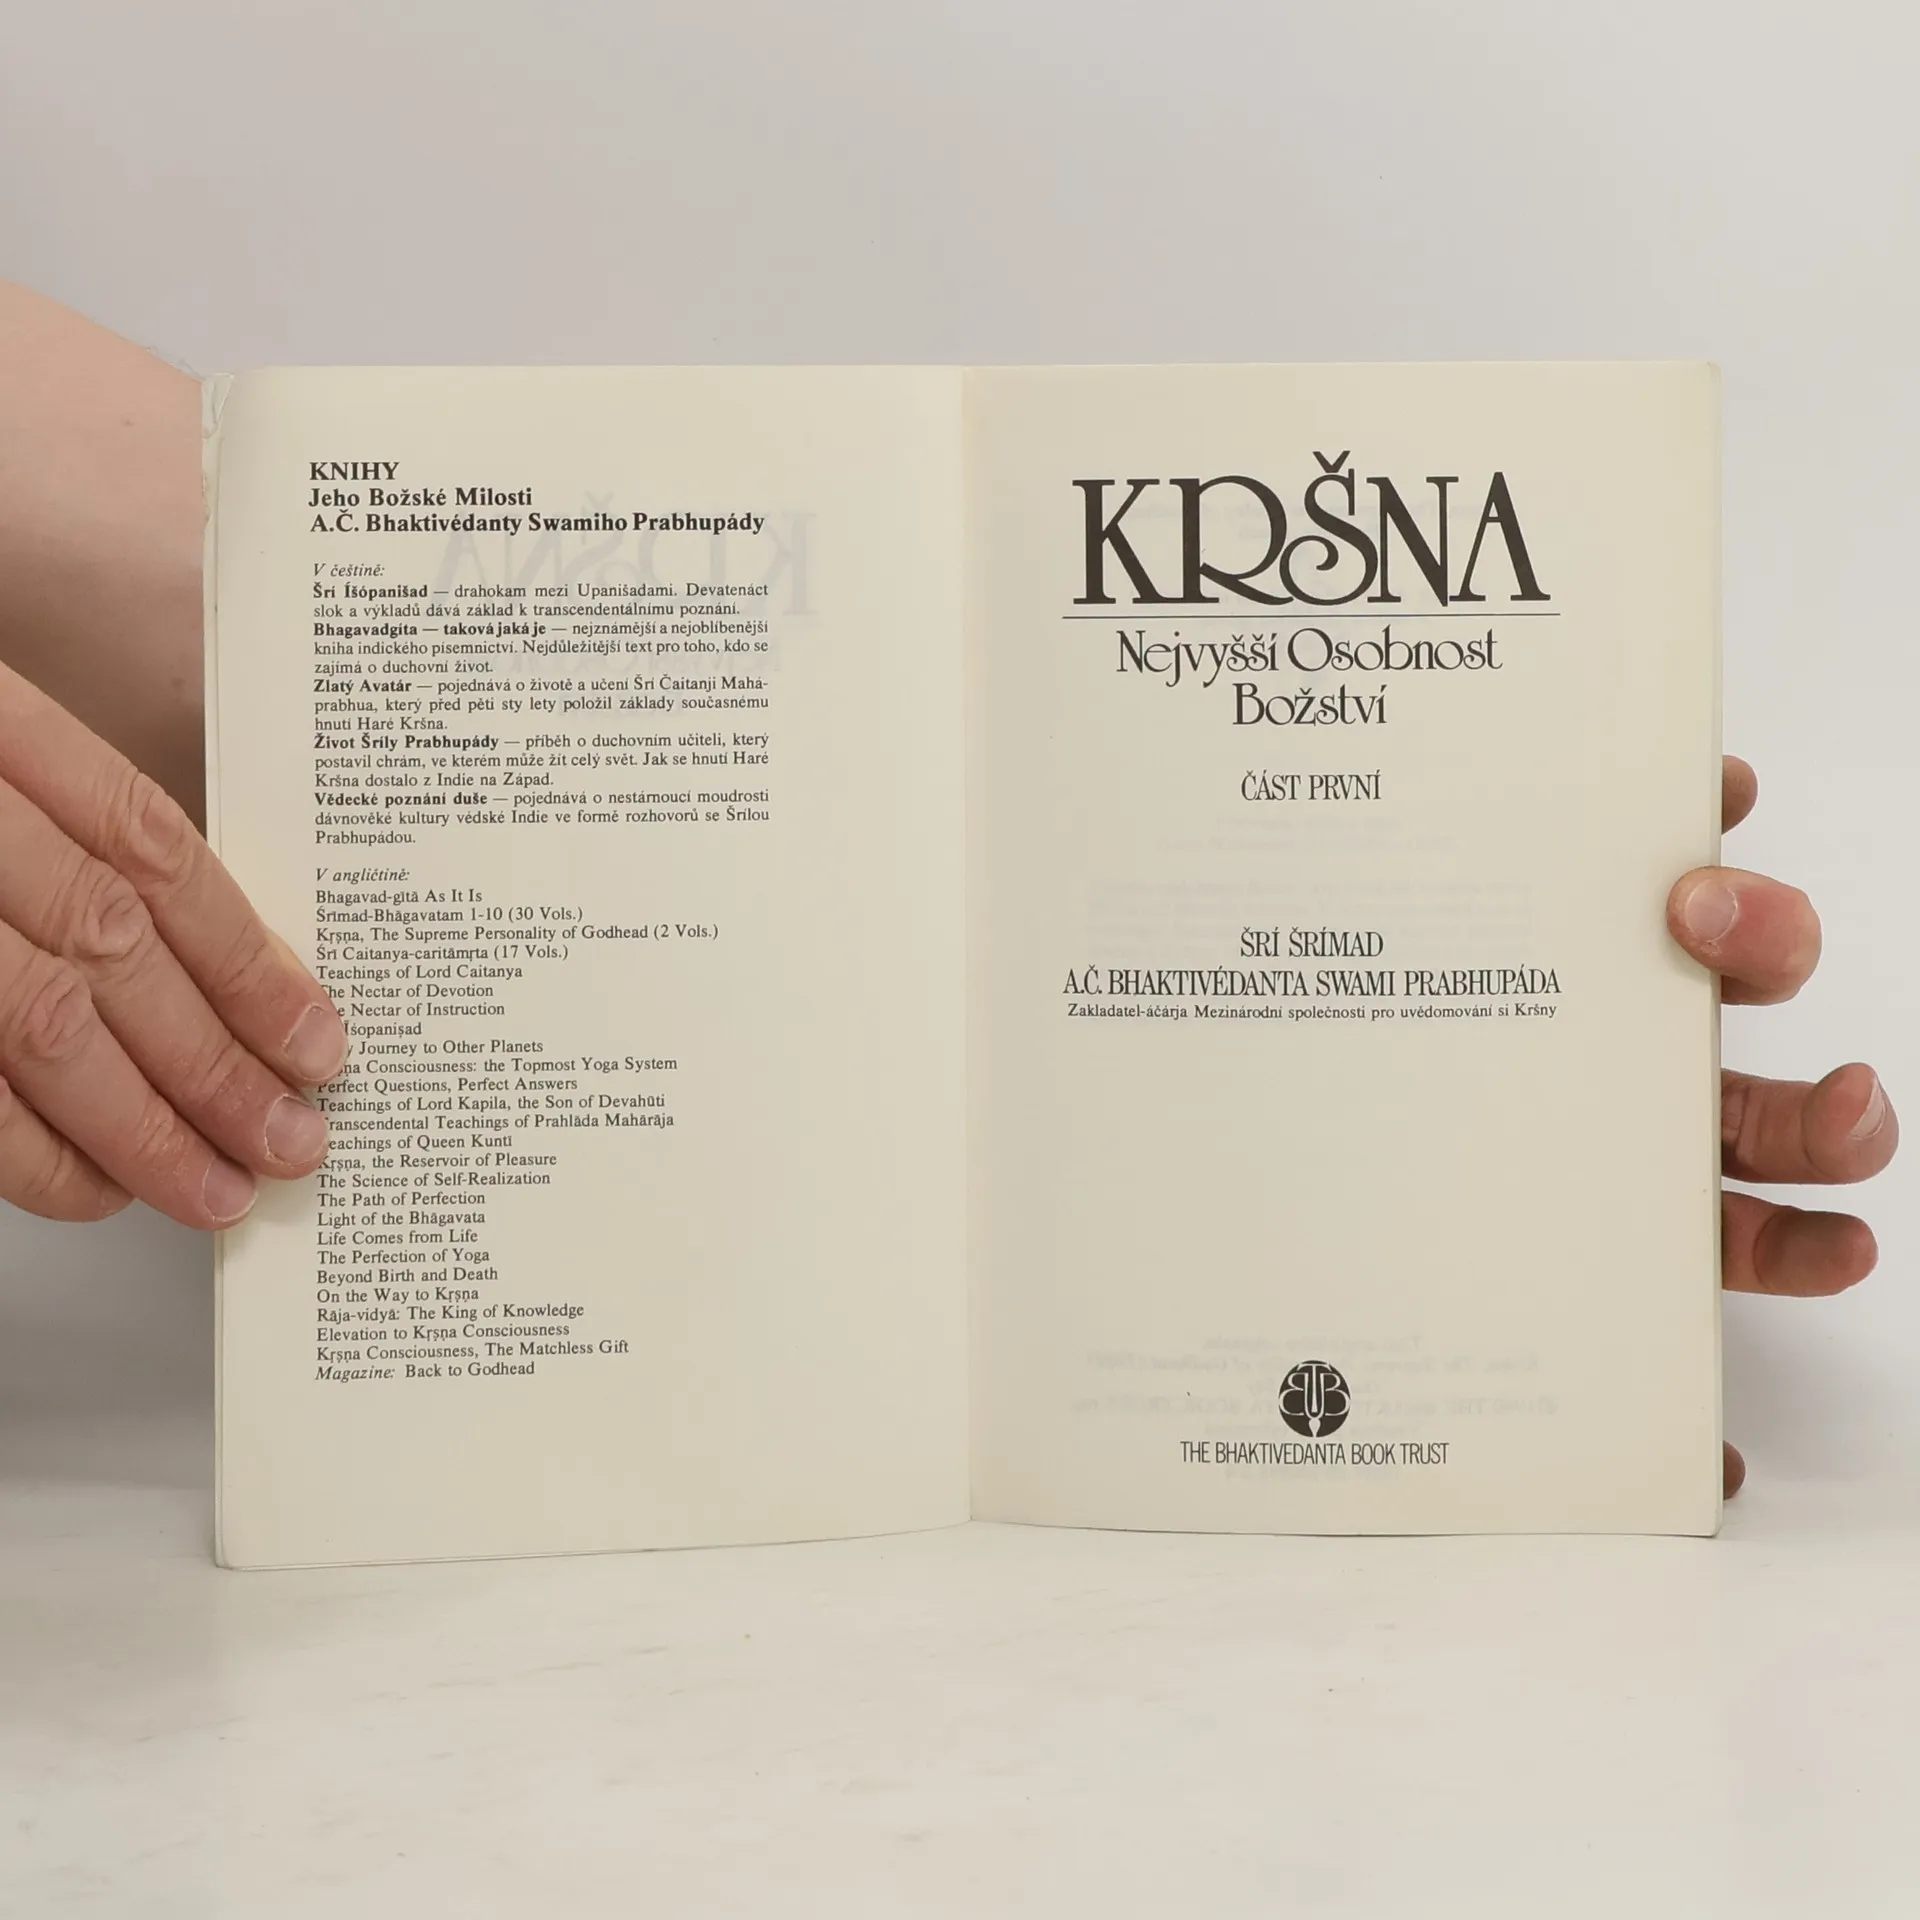 KNIHY
Jeho Božské Milosti
A.Č. Bhaktivédanty Swamiho Prabhupády
V češtině:
Šrí Íšópanišad — drahokam mezi Upanišadami. Devatenáct
slok a výkladů dává základ k transcendentálnímu poznání.
Bhagavadgíta — taková jaká je — nejznámější a nejoblíbenější
kniha indického písemnictví. Nejdůležitější text pro toho, kdo se
zajímá o duchovní život.
Zlatý Avatár — pojednává o životě a učení Šrí Čaitanji Mahá-
prabhua, který před pěti sty lety položil základy současnému
hnutí Haré Kršna.
Život Šríly Prabhupády — příběh o duchovním učiteli, který
postavil chrám, ve kterém může žít celý svět. Jak se hnutí Haré
Kršna dostalo z Indie na Západ.
Vědecké poznání duše — pojednává o nestárnoucí moudrosti
dávnověké kultury védské Indie ve formě rozhovorů se Šrílou
Prabhupádou.
V angličtině:
Bhagavad-gītā As It Is
Śrīmad-Bhāgavatam 1-10 (30 Vols.)
Kṛṣṇa, The Supreme Personality of Godhead (2 Vols.)
Śrī Caitanya-caritāmṛta (17 Vols.)
Teachings of Lord Caitanya
The Nectar of Devotion
Nectar of Instruction
Īśopaniṣad
Journey to Other Planets
Consciousness: the Topmost Yoga System
Perfect Questions, Perfect Answers
Teachings of Lord Kapila, the Son of Devahūti
Transcendental Teachings of Prahlāda Mahārāja
Teachings of Queen Kuntī
Kṛṣṇa, the Reservoir of Pleasure
The Science of Self-Realization
The Path of Perfection
Light of the Bhāgavata
Life Comes from Life
The Perfection of Yoga
Beyond Birth and Death
On the Way to Kṛṣṇa
Rāja-vidyā: The King of Knowledge
Elevation to Kṛṣṇa Consciousness
Kṛṣṇa Consciousness, The Matchless Gift
Magazine: Back to Godhead
KRŠNA
Nejvyšší Osobnost
Božství
ČÁST PRVNÍ
ŠRÍ ŠRÍMAD
A.Č. BHAKTIVÉDANTA SWAMI PRABHUPÁDA
Zakladatel-áčárja Mezinárodní společnosti pro uvědomování si Kršny
BTB
THE BHAKTIVEDANTA BOOK TRUST